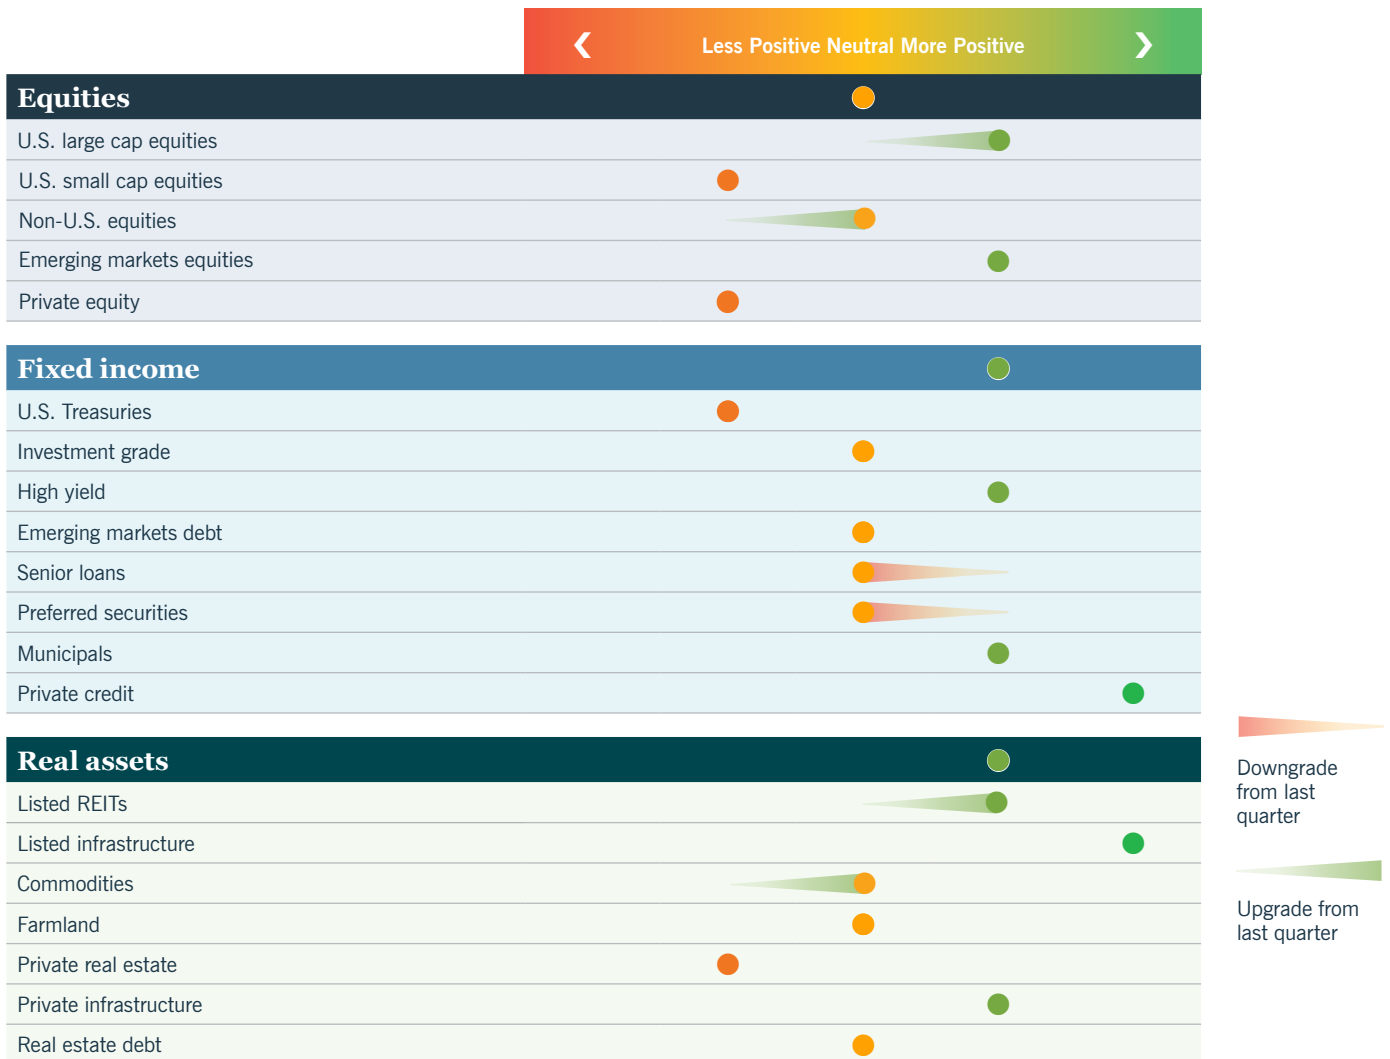 Less Positive Neutral More Positive
Equities
U.S. large cap equities
U.S. small cap equities
Non-U.S. equities
Emerging markets equities
Private equity
Fixed income
U.S. Treasuries
Investment grade
High yield
Emerging markets debt
Senior loans
Preferred securities
Municipals
Private credit
Real assets
Listed REITs
Listed infrastructure
Commodities
Farmland
Private real estate
Private infrastructure
Real estate debt
Downgrade
from last
quarter
Upgrade from
last quarter